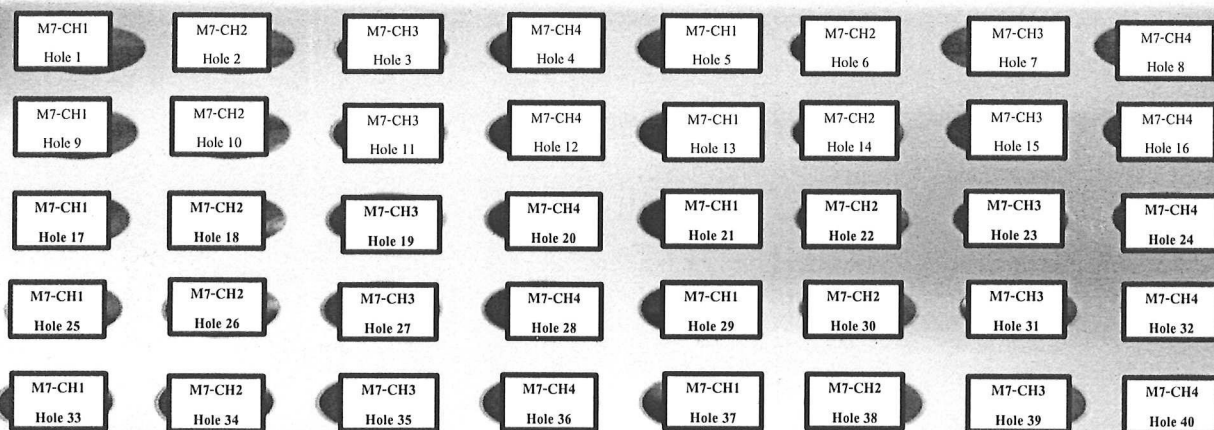 M7-CH1 M7-CH2 M7-CH3 M7-CH4 M7-CH1 M7-CH2 M7-CH3 M7-CH4
Hole 1 Hole 2 Hole 3 Hole 4 Hole 5 Hole 6 Hole 7 Hole 8
M7-CH1 M7-CH2 M7-CH3 M7-CH4 M7-CH1 M7-CH2 M7-CH3 M7-CH4
Hole 9 Hole 10 Hole 11 Hole 12 Hole 13 Hole 14 Hole 15 Hole 16
M7-CH1 M7-CH2 M7-CH3 M7-CH4 M7-CH1 M7-CH2 M7-CH3 M7-CH4
Hole 17 Hole 18 Hole 19 Hole 20 Hole 21 Hole 22 Hole 23 Hole 24
M7-CH1 M7-CH2 M7-CH3 M7-CH4 M7-CH1 M7-CH2 M7-CH3 M7-CH4
Hole 25 Hole 26 Hole 27 Hole 28 Hole 29 Hole 30 Hole 31 Hole 32
M7-CH1 M7-CH2 M7-CH3 M7-CH4 M7-CH1 M7-CH2 M7-CH3 M7-CH4
Hole 33 Hole 34 Hole 35 Hole 36 Hole 37 Hole 38 Hole 39 Hole 40